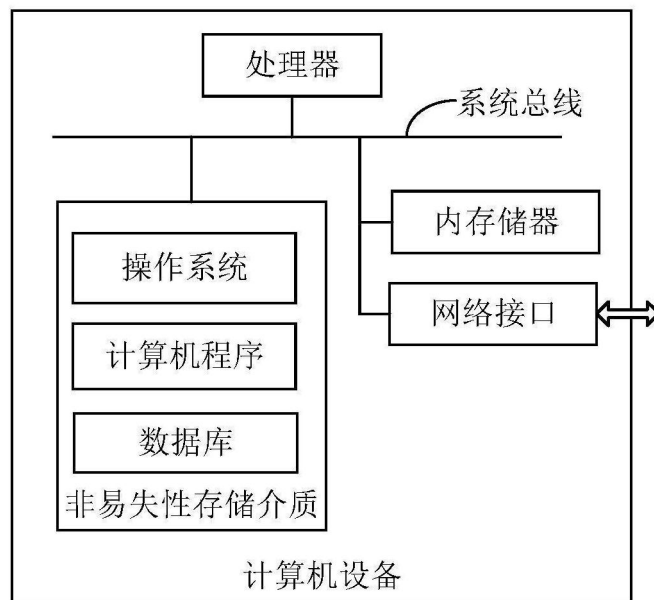 处理器
系统总线
内存储器
操作系统
网络接口
计算机程序
数据库
非易失性存储介质
计算机设备